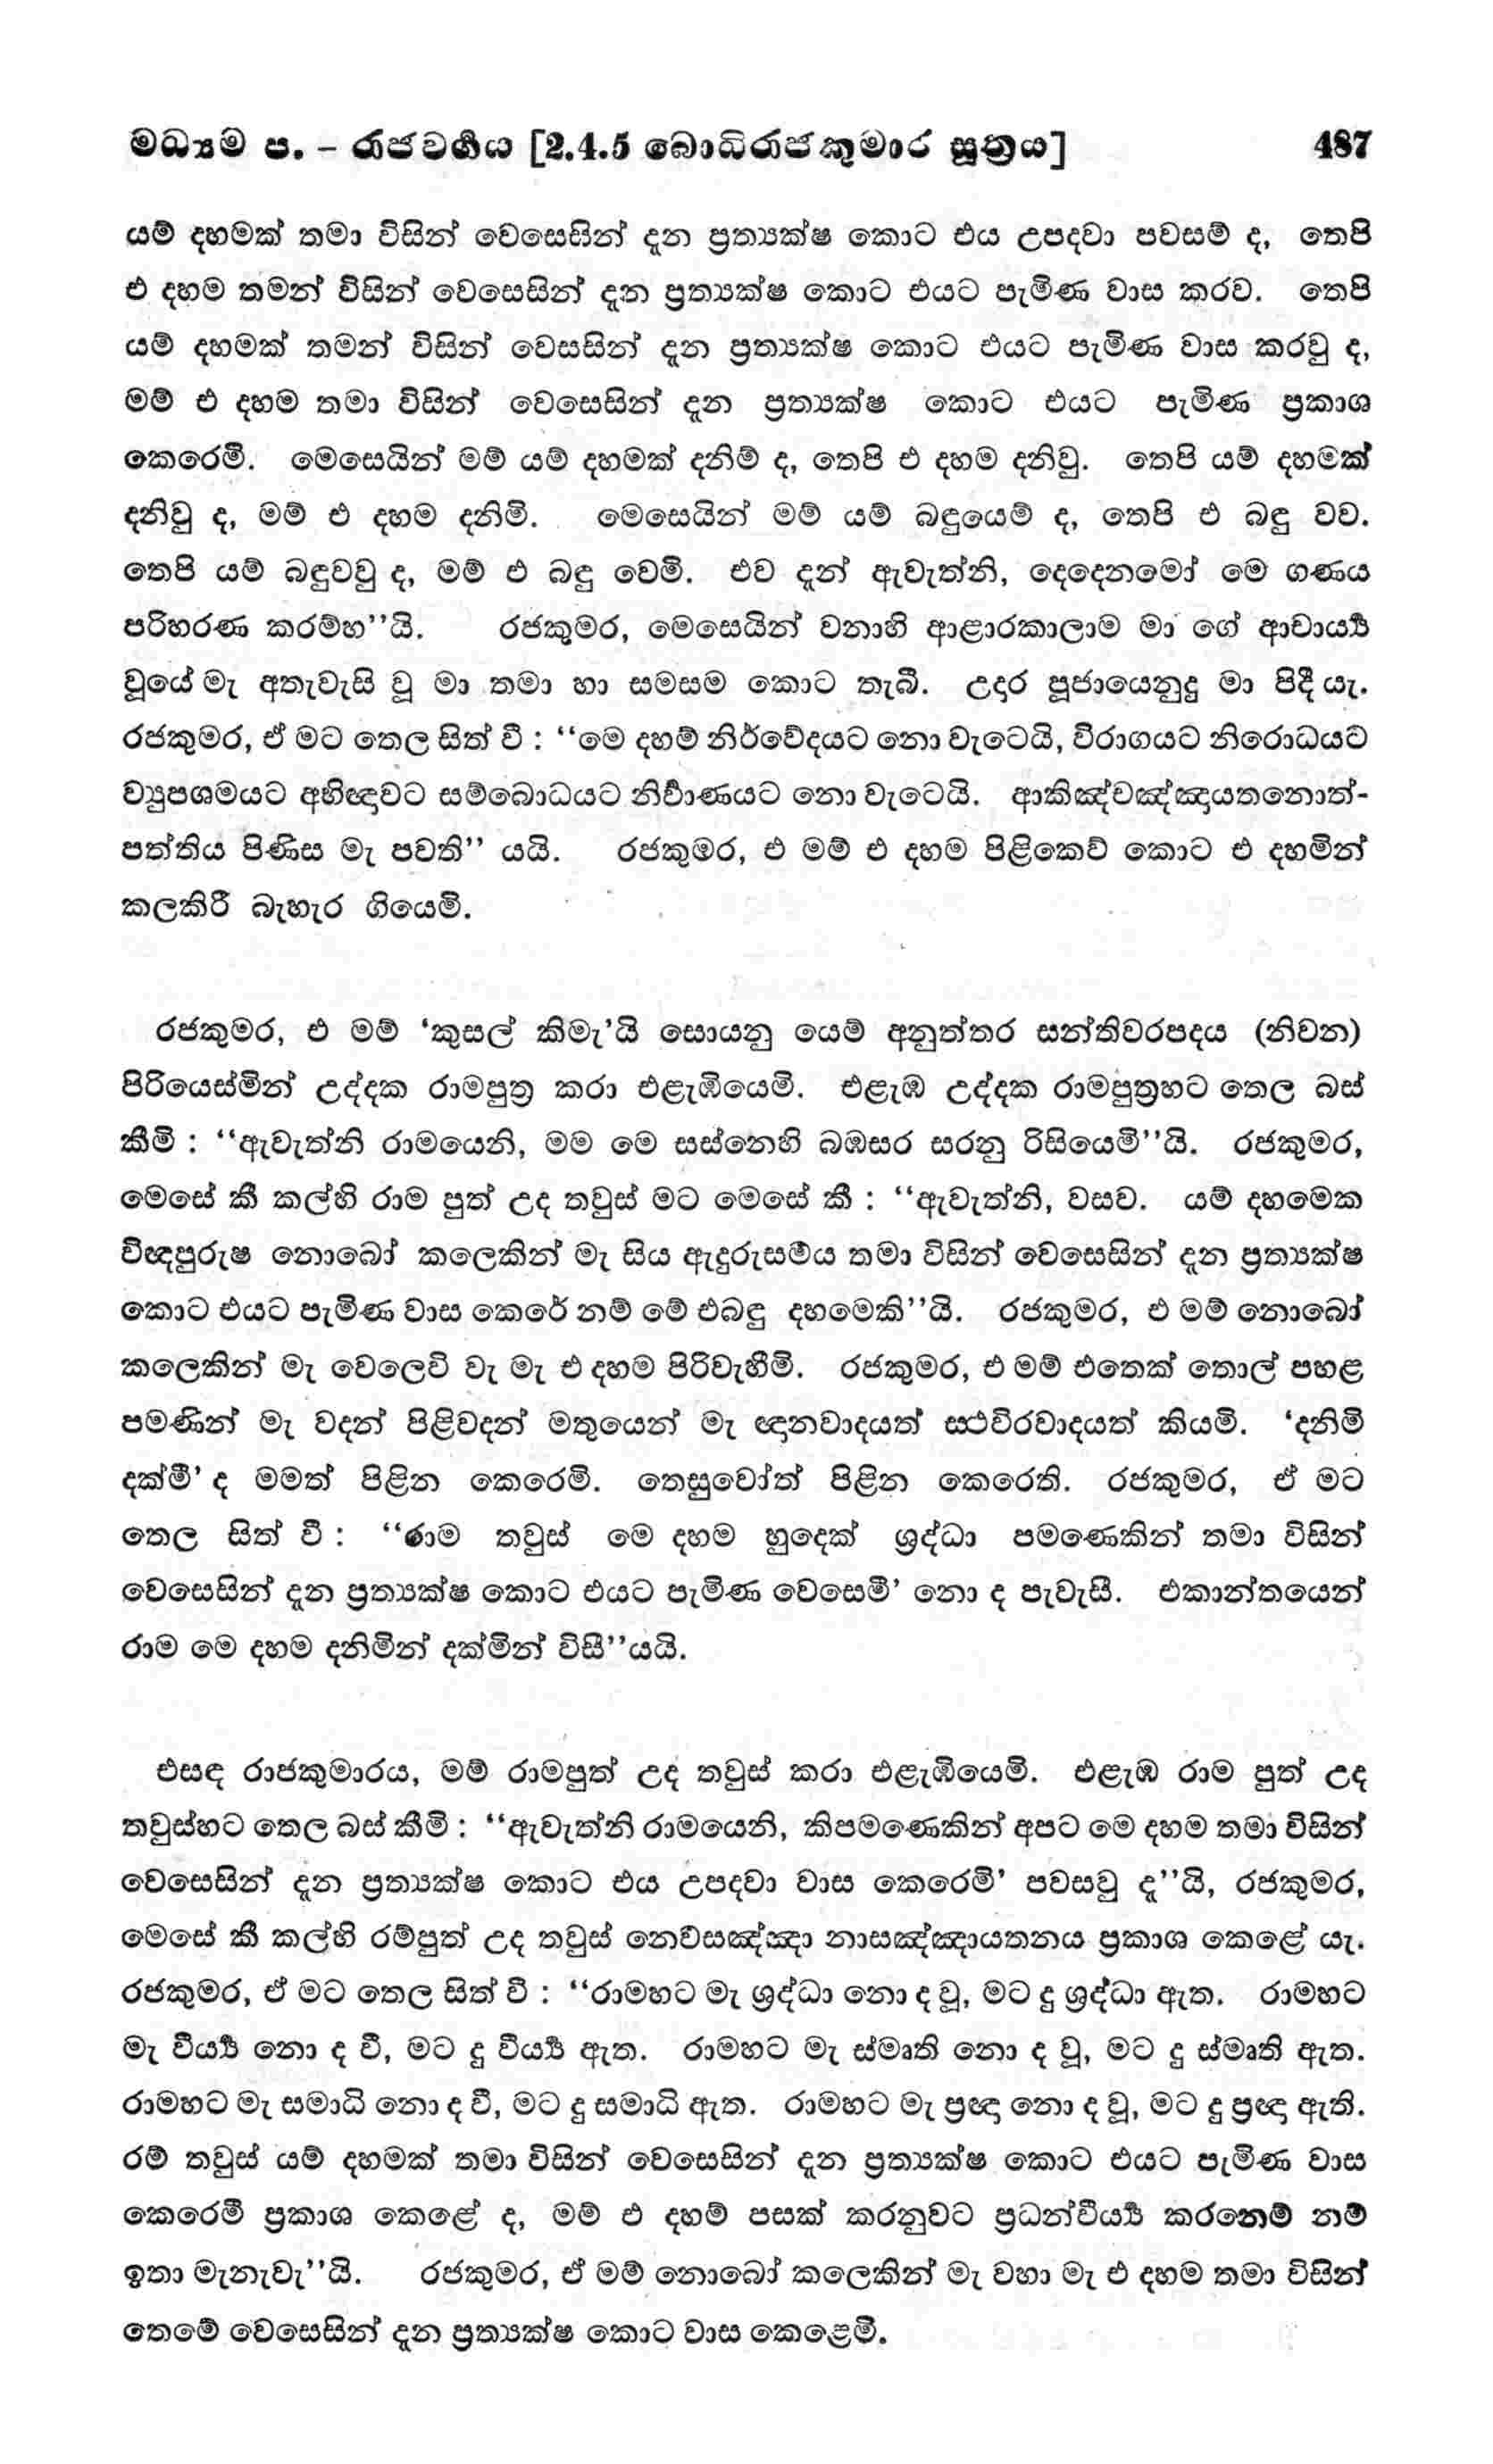 මධ්‍යම ප. – රාජවර්ගය [2.4.5 බොධිරාජකුමාර සූත්‍රය] 487
යම් දහමක් තමා විසින් වෙසෙසින් දැන ප්‍රත්‍යක්ෂ කොට එය උපදවා පවසම් ද, තෙපි
එ දහම තමන් විසින් වෙසෙසින් දැන ප්‍රත්‍යක්ෂ කොට එයට පැමිණ වාස කරව. තෙපි
යම් දහමක් තමන් විසින් වෙසසින් දැන ප්‍රත්‍යක්ෂ කොට එයට පැමිණ වාස කරවු ද,
මම් එ දහම තමා විසින් වෙසෙසින් දැන ප්‍රත්‍යක්ෂ කොට එයට පැමිණ ප්‍රකාශ
කෙරෙමි. මෙසෙයින් මම් යම් දහමක් දනිම් ද, තෙපි එ දහම දනිවු. තෙපි යම් දහමක්
දනිවු ද, මම් එ දහම දනිමි. මෙසෙයින් මම් යම් බඳුයෙම් ද, තෙපි එ බඳු වව.
තෙපි යම් බඳුවවු ද, මම් එ බඳු වෙමි. එව දැන් ඇවැත්නි, දෙදෙනමෝ මෙ ගණය
පරිහරණ කරම්හ’’යි. රජකුමර, මෙසෙයින් වනාහි ආළාරකාලාම මා ගේ ආචාර්‍ය්‍ය
වූයේ මැ අතැවැසි වූ මා තමා හා සමසම කොට තැබී. උදාර පූජායෙනුදු මා පිදී යැ.
රජකුමර, ඒ මට තෙල සිත් වී : ‘‘මෙ දහම් නිර්වේදයට නො වැටෙයි, විරාගයට නිරොධයට
ව්‍යුපශමයට අභිඥාවට සම්බොධයට නිර්‍වාණයට නො වැටෙයි. ආකිඤ්චඤ්ඤායතනොත්-
පත්තිය පිණිස මැ පවතී’’ යයි. රජකුමර, එ මම් එ දහම පිළිකෙව් කොට එ දහමින්
කලකිරී බැහැර ගියෙමි.
රජකුමර, එ මම් ‘කුසල් කිමැ’යි සොයනු යෙම් අනුත්තර සන්තිවරපදය (නිවන)
පිරියෙස්මින් උද්දක රාමපුත්‍ර කරා එළැඹියෙමි. එළැඹ උද්දක රාමපුත්‍රහට තෙල බස්
කීමි : ‘‘ඇවැත්නි රාමයෙනි, මම මෙ සස්නෙහි බඹසර සරනු රිසියෙමි’’යි. රජකුමර,
මෙසේ කී කල්හි රාම පුත් උද තවුස් මට මෙසේ කී : ‘‘ඇවැත්නි, වසව. යම් දහමෙක
විඥපුරුෂ නොබෝ කලෙකින් මැ සිය ඇදුරුසමය තමා විසින් වෙසෙසින් දැන ප්‍රත්‍යක්ෂ
කොට එයට පැමිණ වාස කෙරේ නම් මේ එබඳු දහමෙකි’’යි. රජකුමර, එ මම් නොබෝ
කලෙකින් මැ වෙලෙවි වැ මැ එ දහම පිරිවැහීමි. රජකුමර, එ මම් එතෙක් තොල් පහළ
පමණින් මැ වදන් පිළිවදන් මතුයෙන් මැ ඥානවාදයත් ස්ථවිරවාදයත් කියමි. ‘දනිමි
දක්මී’ ද මමත් පිළින කෙරෙමි. තෙසුවෝත් පිළින කෙරෙති. රජකුමර, ඒ මට
තෙල සිත් වී : ‘‘රාම තවුස් මෙ දහම හුදෙක් ශ්‍රද්ධා පමණෙකින් තමා විසින්
වෙසෙසින් දැන ප්‍රත්‍යක්ෂ කොට එයට පැමිණ වෙසෙමී’ නො ද පැවැසී. එකාන්තයෙන්
රාම මෙ දහම දනිමින් දක්මින් විසී’’යයි.
එසඳ රාජකුමාරය, මම් රාමපුත් උද තවුස් කරා එළැඹියෙමි. එළැඹ රාම පුත් උද
තවුස්හට තෙල බස් කීමි : ‘‘ඇවැත්නි රාමයෙනි, කිපමණෙකින් අපට මෙ දහම තමා විසින්
වෙසෙසින් දැන ප්‍රත්‍යක්ෂ කොට එය උපදවා වාස කෙරෙමි’ පවසවු දැ’’යි, රජකුමර,
මෙසේ කී කල්හි රම්පුත් උද තවුස් නෙවසඤ්ඤා නාසඤ්ඤායතනය ප්‍රකාශ කෙළේ යැ.
රජකුමර, ඒ මට තෙල සිත් වී : ‘‘රාමහට මැ ශ්‍රද්ධා නො ද වූ, මට දු ශ්‍රද්ධා ඇත. රාමහට
මැ වීර්‍ය්‍ය නො ද වී, මට දු වීර්‍ය්‍ය ඇත. රාමහට මැ ස්මෘති නො ද වූ, මට දු ස්මෘති ඇත.
රාමහට මැ සමාධි නො ද වී, මට දු සමාධි ඇත. රාමහට මැ ප්‍රඥා නො ද වූ, මට දු ප්‍රඥා ඇති.
රම් තවුස් යම් දහමක් තමා විසින් වෙසෙසින් දැන ප්‍රත්‍යක්ෂ කොට එයට පැමිණ වාස
කෙරෙමී ප්‍රකාශ කෙළේ ද, මම් එ දහම් පසක් කරනුවට ප්‍රධන්වීර්‍ය්‍ය කරනෙම් නම්
ඉතා මැනැවැ’’යි. රජකුමර, ඒ මම් නොබෝ කලෙකින් මැ වහා මැ එ දහම තමා විසින්
තෙමේ වෙසෙසින් දැන ප්‍රත්‍යක්ෂ කොට වාස කෙළෙමි.